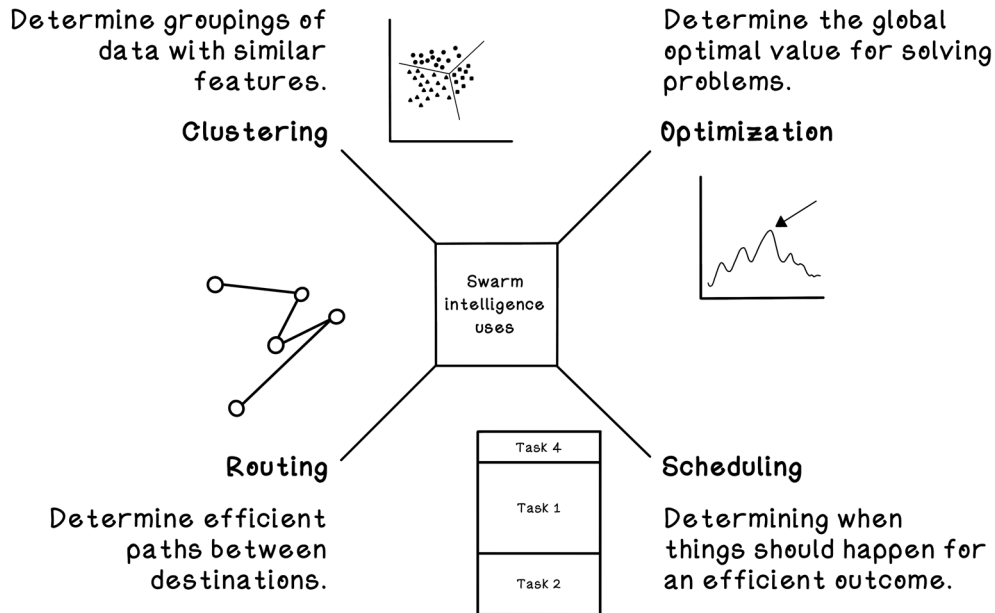 Determine groupings of
data with similar
features.
Clustering
Determine the global
optimal value for solving
problems.
Optimization
Swarm
intelligence
uses
Routing
Determine efficient
paths between
destinations.
Task 4
Task 1
Task 2
Scheduling
Determining when
things should happen for
an efficient outcome.